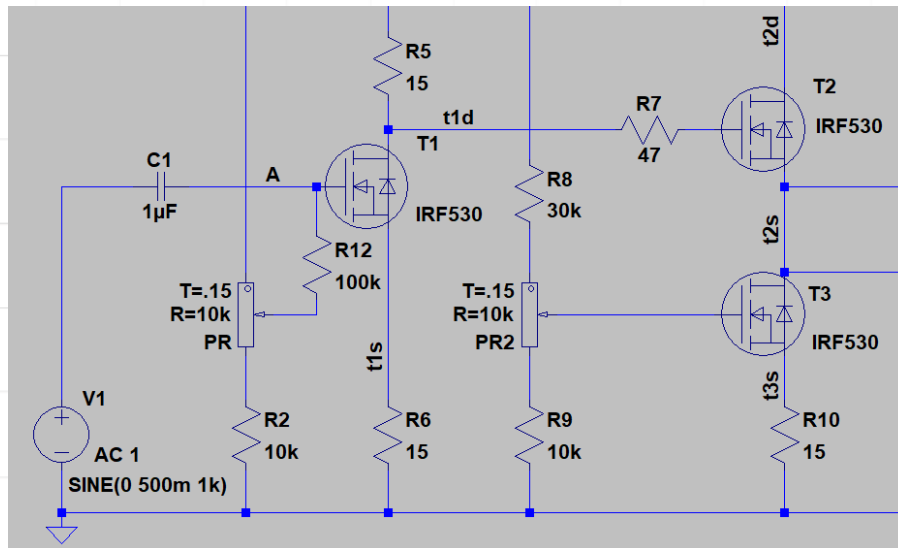 R5
15
t1d
T1
IRF530
C1
1µF
A
R12
100k
T=.15
R=10k
PR
t1s
V1
AC 1
SINE(0 500m 1k)
R2
10k
R6
15
R7
47
R8
30k
T=.15
R=10k
PR2
R9
10k
t2d
T2
IRF530
t2s
T3
IRF530
t3s
R10
15